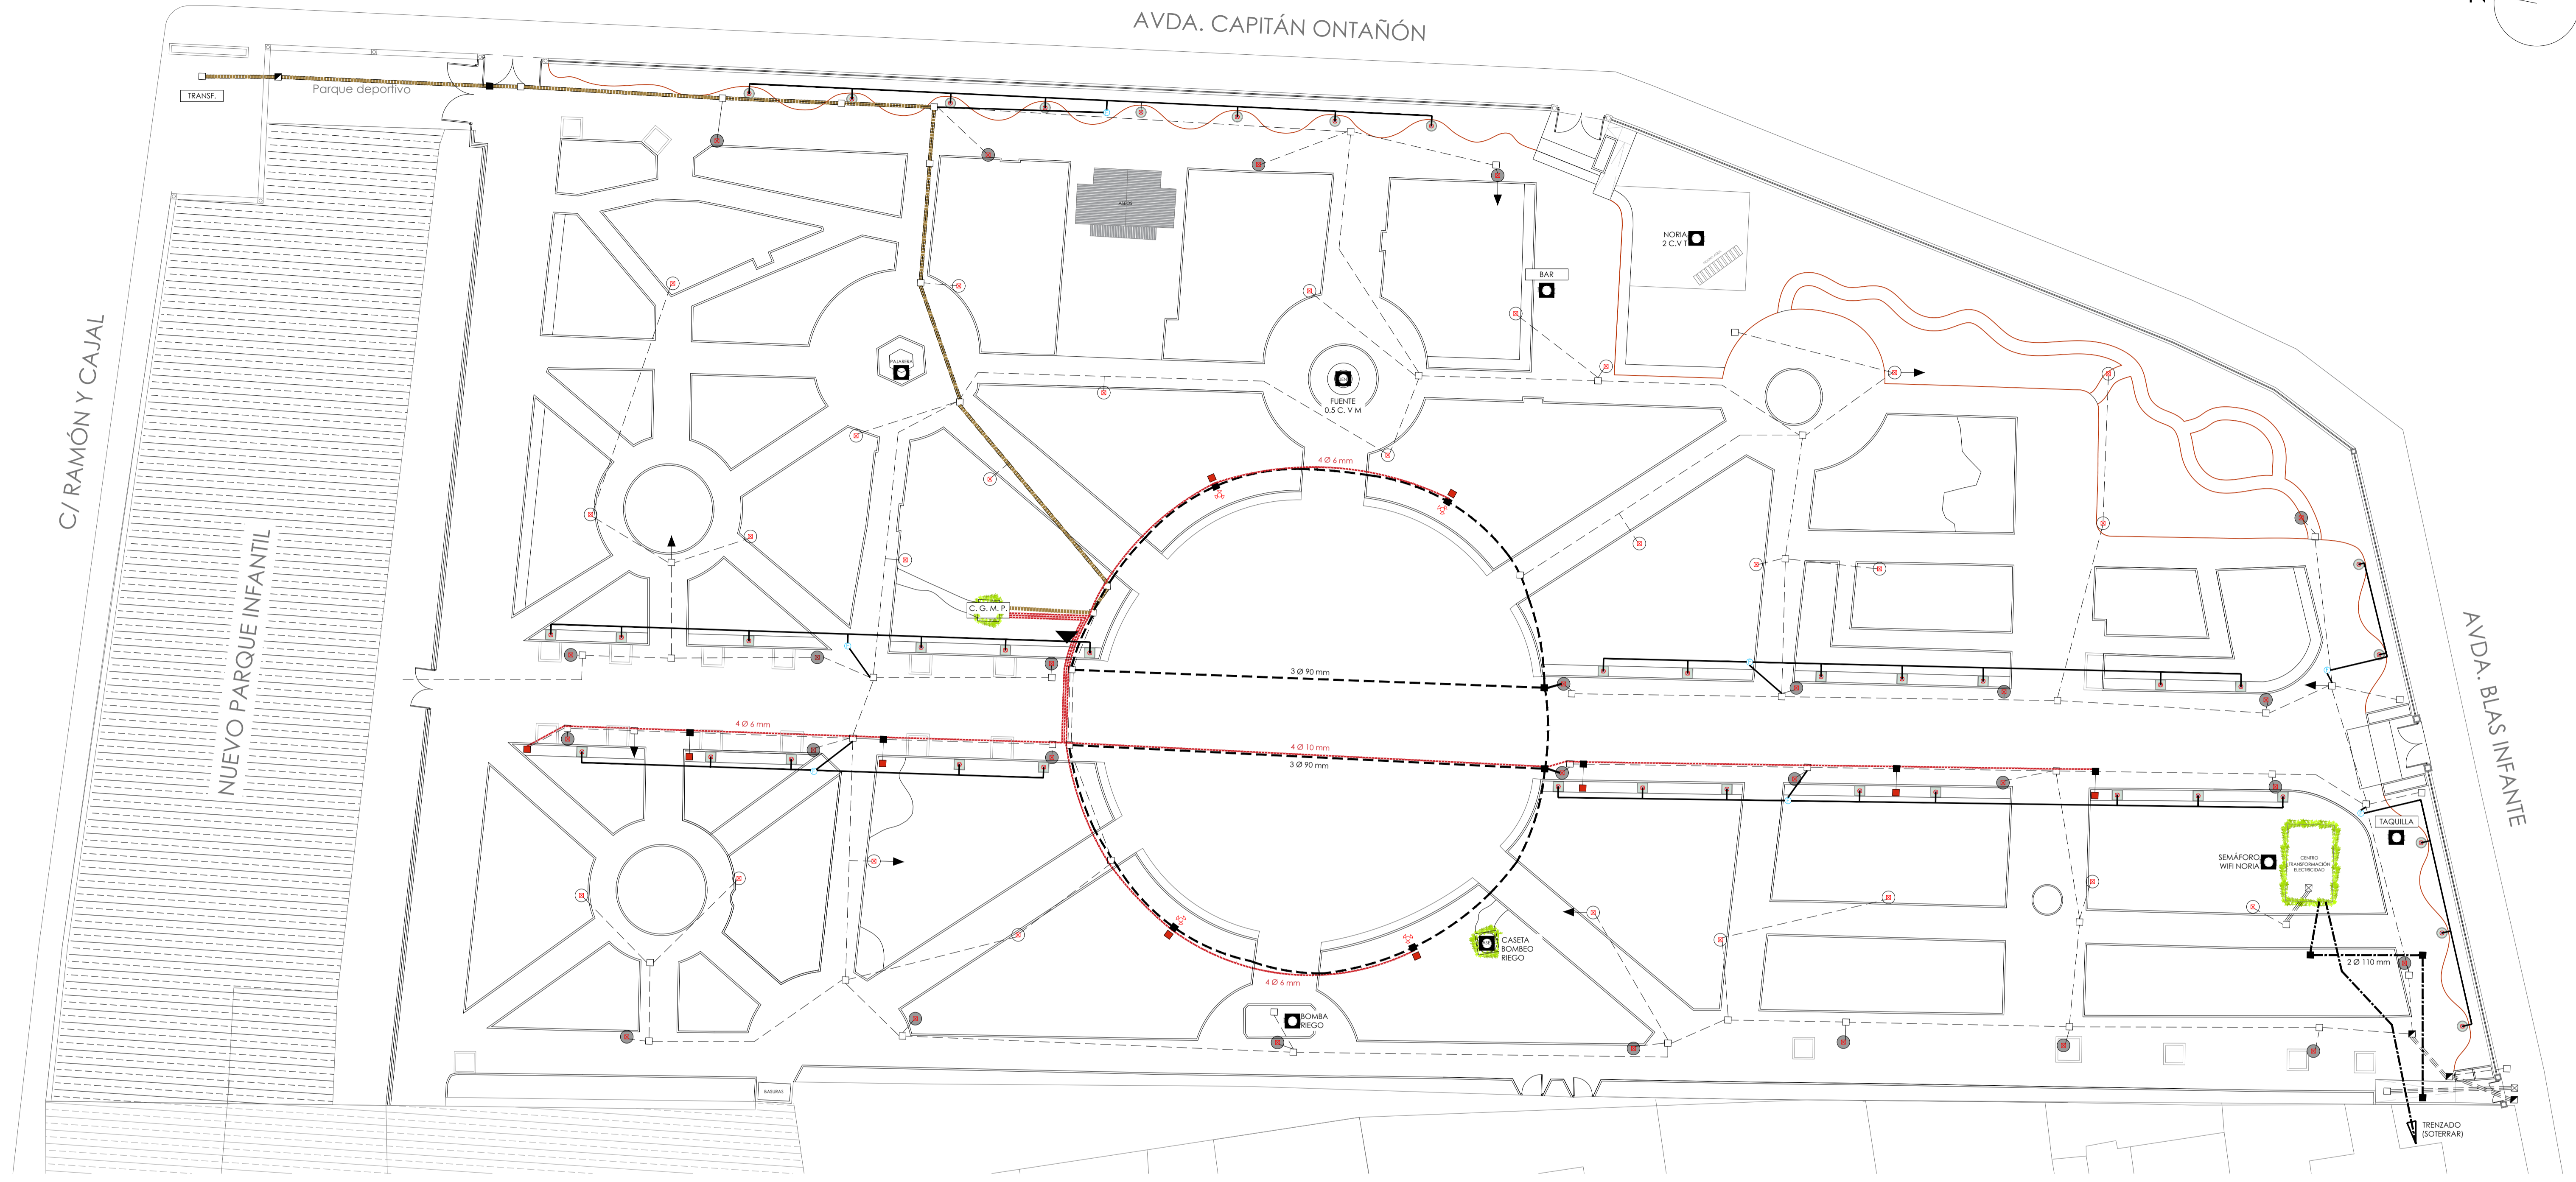 AVDA. CAPITÁN ONTAÑÓN
N
TRANSF.
Parque deportivo
ASEOS
NORIA
2 C.V T
BAR
C/ RAMÓN Y CAJAL
PAJARERA
FUENTE
0.5 C. V M
4 Ø 6 mm
NUEVO PARQUE INFANTIL
C. G. M. P.
3 Ø 90 mm
AVDA. BLAS INFANTE
4 Ø 6 mm
4 Ø 10 mm
3 Ø 90 mm
TAQUILLA
SEMÁFORO
WIFI NORIA
CENTRO
TRANSFORMACIÓN
ELECTRICIDAD
CASETA
BOMBEO
RIEGO
2 Ø 110 mm
4 Ø 6 mm
BOMBA
RIEGO
BASURAS
TRENZADO
(SOTERRAR)